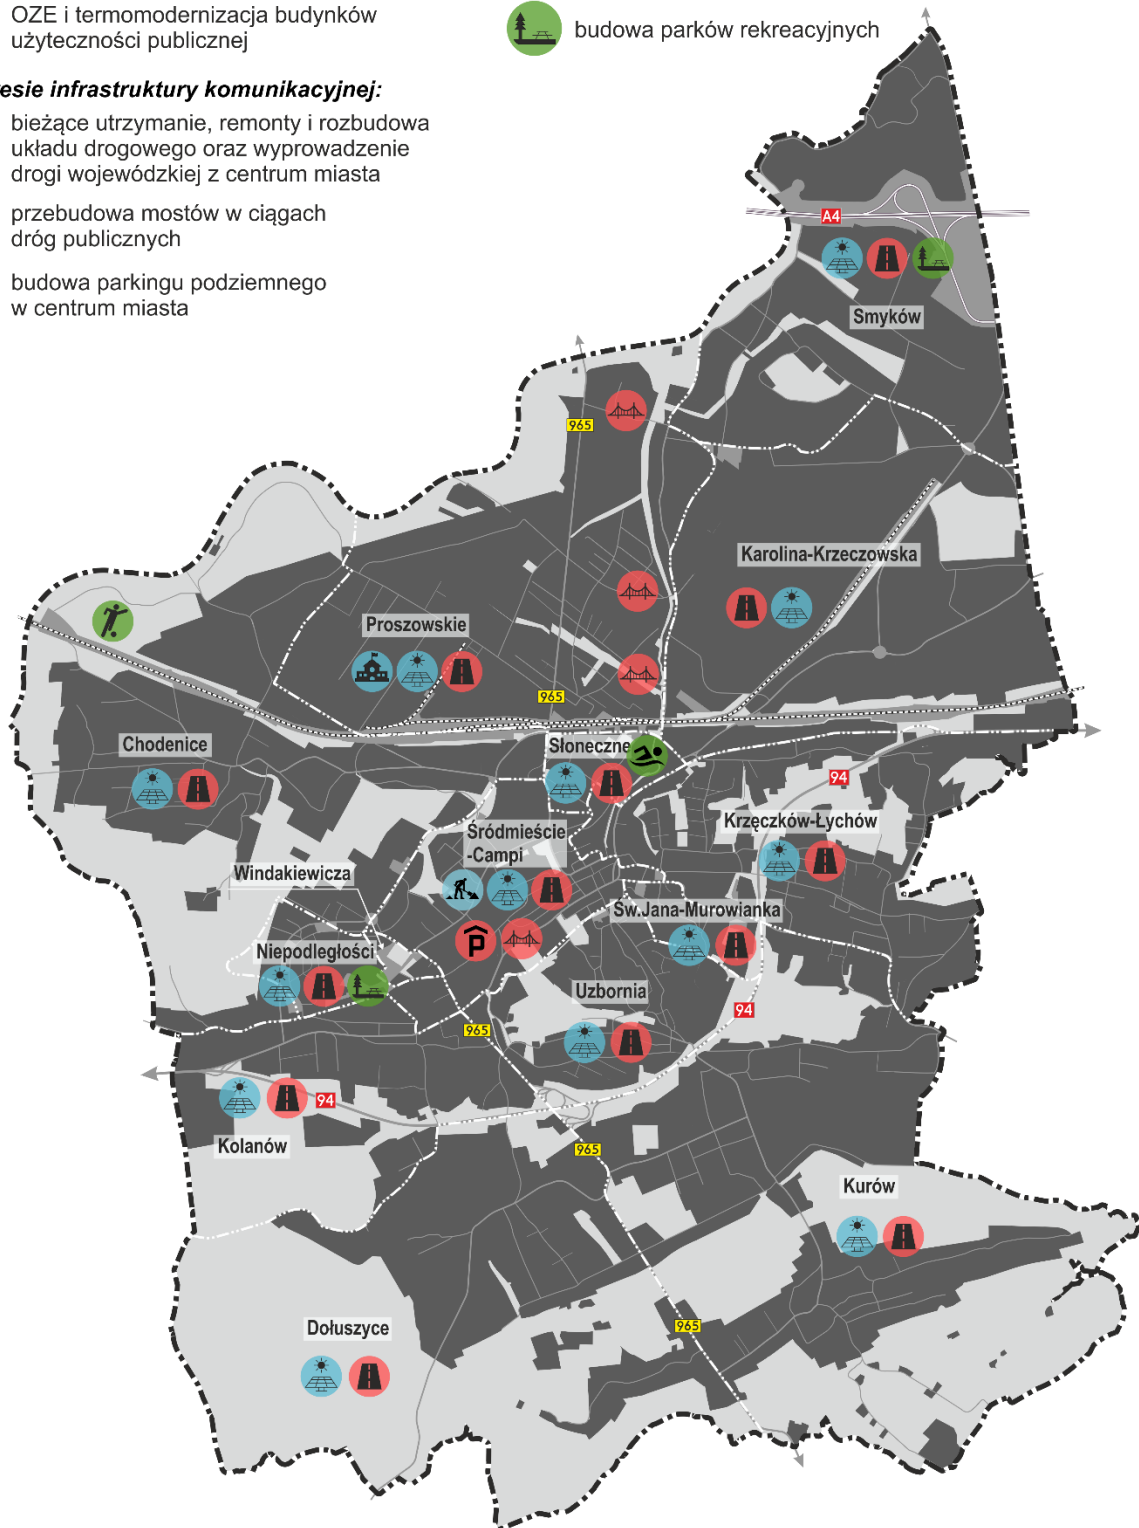 OZE i termomodernizacja budynków
użyteczności publicznej
budowa parków rekreacyjnych
esie infrastruktury komunikacyjnej:
bieżące utrzymanie, remonty i rozbudowa
układu drogowego oraz wyprowadzenie
drogi wojewódzkiej z centrum miasta
przebudowa mostów w ciągach
dróg publicznych
budowa parkingu podziemnego
w centrum miasta
A4
Smyków
965
Karolina-Krzeczowska
Proszowskie
965
Chodenice
Słoneczne
94
Krzęczków-Łychów
Śródmieście
-Campi
Windakiewicza
Św.Jana-Murowianka
P
Niepodległości
Uzbornia
94
965
94
Kolanów
965
Kurów
965
Dołuszyce